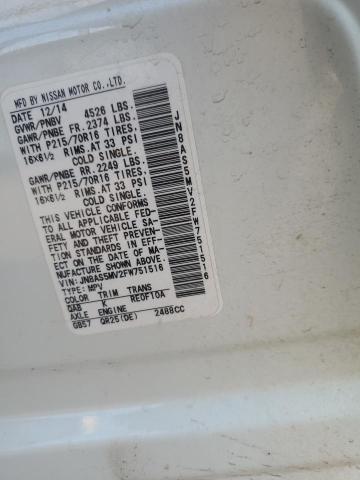 MFD BY NISSAN MOTOR CO.,LTD.
DATE 12/14
GVWR/PNBV 4526 LBS.
GAWR/PNBE FR. 2374 LBS.
WITH P215/70R16 TIRES,
16X6½ RIMS.AT 33 PSI
COLD SINGLE.
GAWR/PNBE RR. 2249 LBS.
WITH P215/70R16 TIRES,
16X6½ RIMS.AT 33 PSI
COLD SINGLE.
THIS VEHICLE CONFORMS
TO ALL APPLICABLE FED-
ERAL MOTOR VEHICLE SA-
FETY AND THEFT PREVEN-
TION STANDARDS IN EFF-
ECT ON THE DATE OF MA-
NUFACTURE SHOWN ABOVE.
VIN: JN8AS5MV2FW751516
TYPE: MPV
COLOR TRIM TRANS
QAB K RE0F10A
AXLE ENGINE
GB57 QR25(DE) 2488CC
JN8AS5MV2FW751516